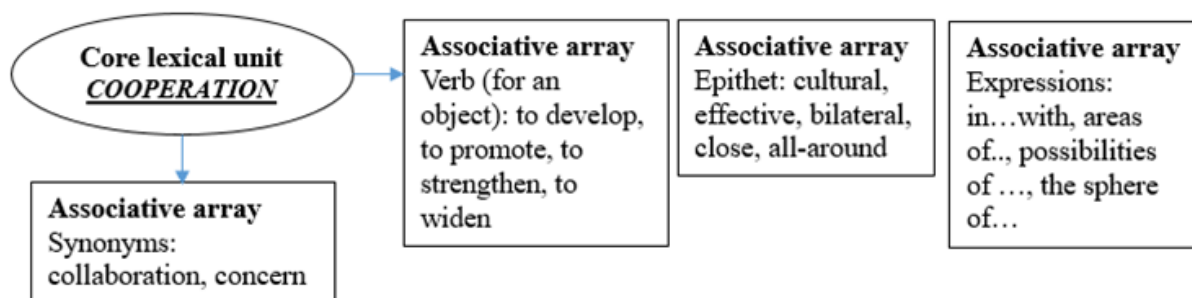 Core lexical unit
COOPERATION
Associative array
Verb (for an
object): to develop,
to promote, to
strengthen, to
widen
Associative array
Epithet: cultural,
effective, bilateral,
close, all-around
Associative array
Expressions:
in…with, areas
of.., possibilities
of …, the sphere
of…
Associative array
Synonyms:
collaboration, concern